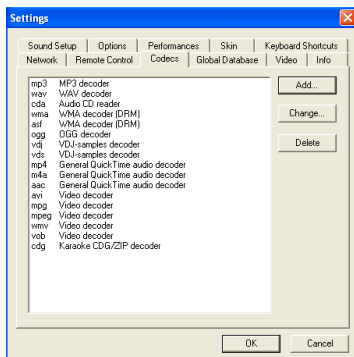 Settings
Sound Setup Options Performances Skin Keyboard Shortcuts
Network Remote Control Codecs Global Database Video Info
mp3 MP3 decoder
wav WAV decoder
cda Audio CD reader
wma WMA decoder (DRM)
asf WMA decoder (DRM)
ogg OGG decoder
vdj VDJ-samples decoder
vds VDJ-samples decoder
mp4 General QuickTime audio decoder
m4a General QuickTime audio decoder
aac General QuickTime audio decoder
avi Video decoder
mpg Video decoder
mpeg Video decoder
wmv Video decoder
vob Video decoder
cdg Karaoke CDG/ZIP decoder
Add...
Change...
Delete
OK Cancel